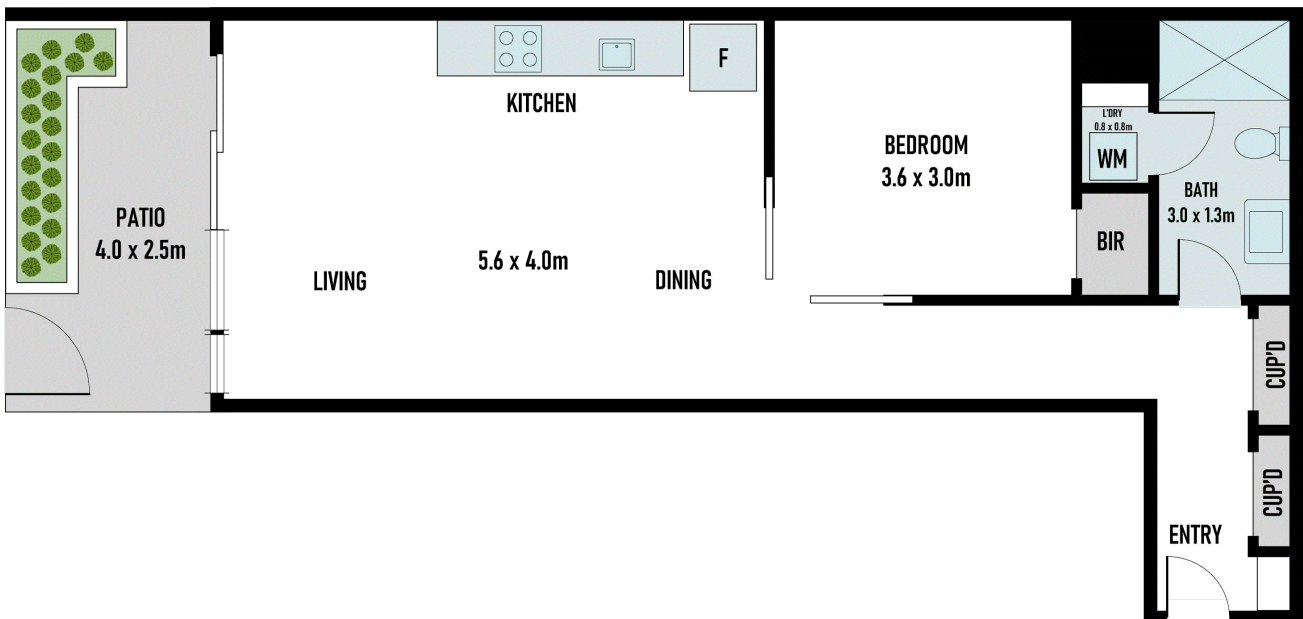 KITCHEN
F
BEDROOM
3.6 x 3.0m
L'DRY
0.8 x 0.8m
WM
BATH
3.0 x 1.3m
BIR
PATIO
4.0 x 2.5m
LIVING
5.6 x 4.0m
DINING
CUP'D
CUP'D
ENTRY